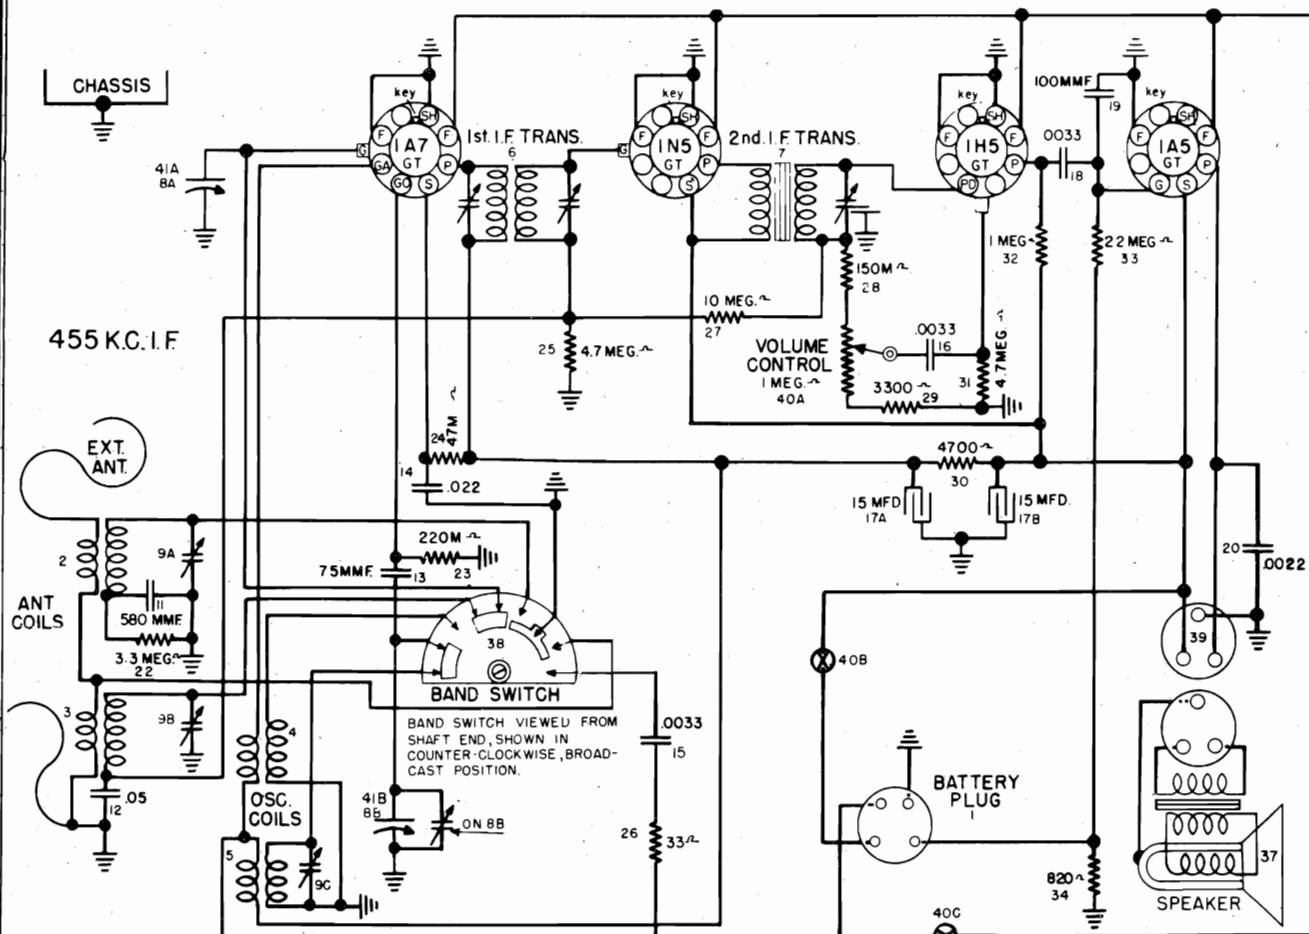 CHASSIS
key
SH
F
F
1A7
GT
G
GA
GO
S
P
1st. I.F. TRANS.
6
key
SH
F
F
1N5
GT
G
S
P
2nd. I.F. TRANS.
7
key
SH
F
F
1H5
GT
PD
P
100MMF
19
.0033
18
key
SH
F
F
1A5
GT
G
S
P
41A
8A
1 MEG
32
2.2 MEG
33
150M
28
10 MEG.
27
455 K.C. I.F.
25
4.7 MEG.
VOLUME
CONTROL
1 MEG.
40A
.0033
16
3300
29
31
4.7MEG.
EXT.
ANT.
24
47M
14
.022
4700
30
15 MFD
17A
15 MFD.
17B
20
.0022
2
9A
11
580 MMF.
3.3 MEG
22
ANT
COILS
220M
23
75MMF.
13
38
BAND SWITCH
BAND SWITCH VIEWED FROM
SHAFT END, SHOWN IN
COUNTER-CLOCKWISE, BROAD-
CAST POSITION.
39
40B
3
9B
.05
12
4
OSC.
COILS
5
9C
41B
8B
ON 8B
.0033
15
26
33Ω
BATTERY
PLUG
1
820
34
37
SPEAKER
40C